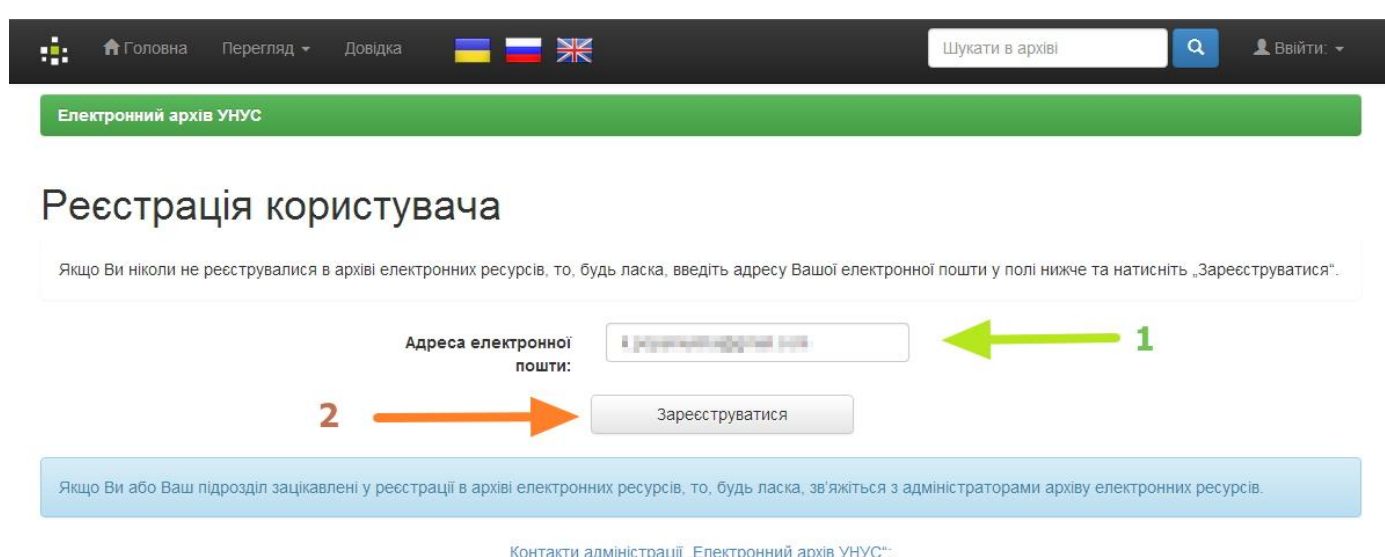 Головна Перегляд Довідка Шукати в архіві Ввійти:
Електронний архів УНУС
Реєстрація користувача
Якщо Ви ніколи не реєструвалися в архіві електронних ресурсів, то, будь ласка, введіть адресу Вашої електронної пошти у полі нижче та натисніть „Зареєструватися“.
Адреса електронної
пошти:
1
2 Зареєструватися
Якщо Ви або Ваш підрозділ зацікавлені у реєстрації в архіві електронних ресурсів, то, будь ласка, зв’яжіться з адміністраторами архіву електронних ресурсів.
Контакти адміністрації „Електронний архів УНУС“: